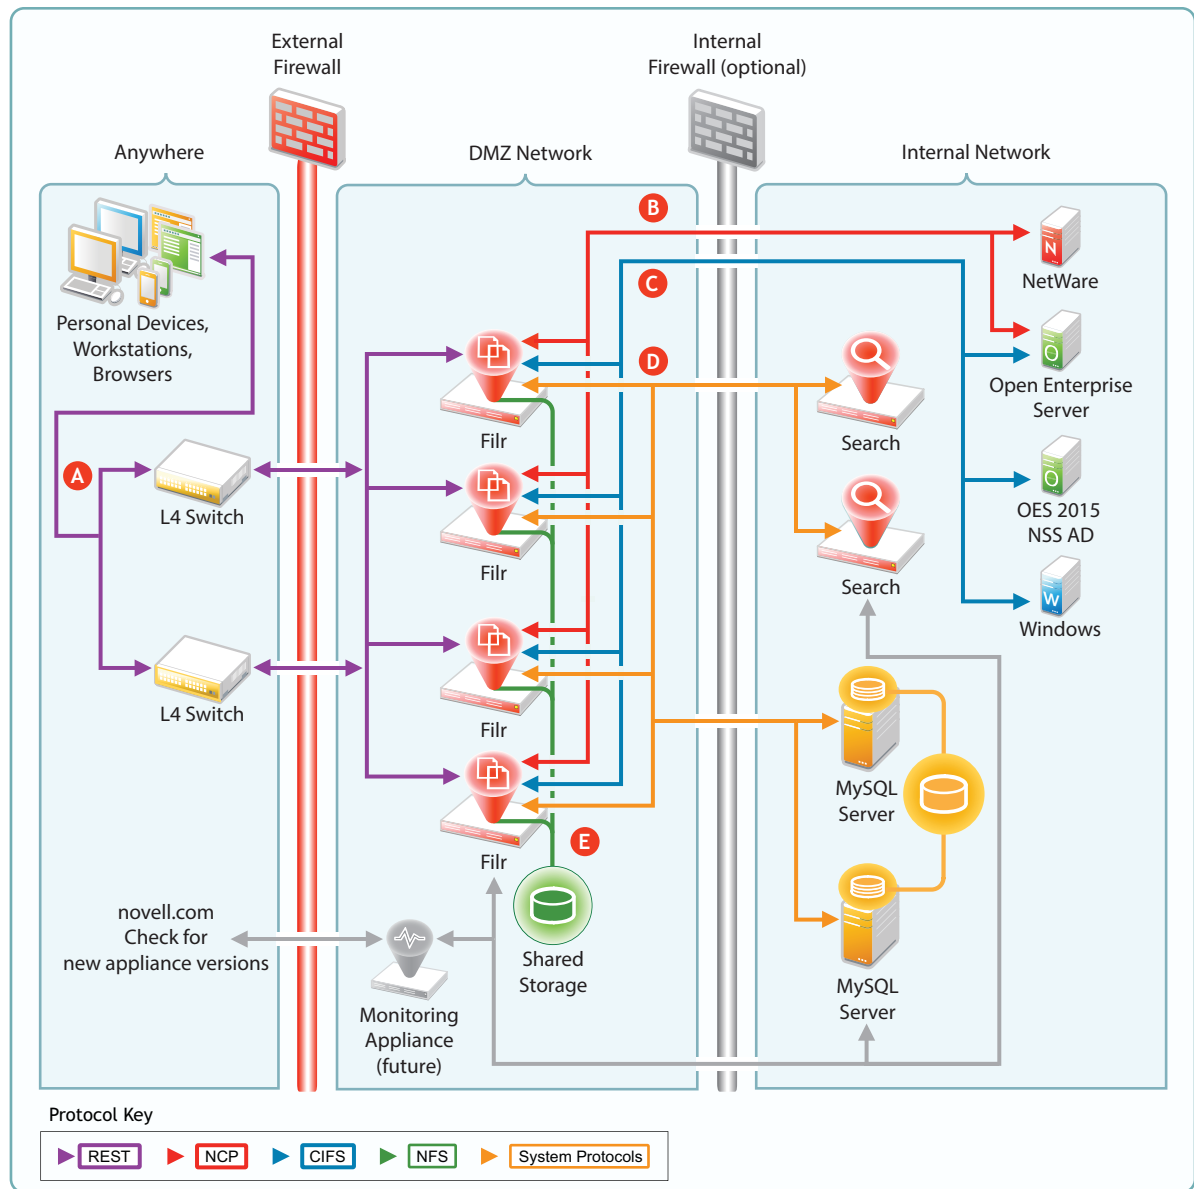 External
Firewall
Internal
Firewall (optional)
Anywhere
DMZ Network
Internal Network
B
N
NetWare
C
Personal Devices,
Workstations,
Browsers
D
O
Open Enterprise
Server
Filr
Search
A
L4 Switch
O
OES 2015
NSS AD
Filr
Search
W
Windows
L4 Switch
Filr
MySQL
Server
E
Filr
novell.com
Check for
new appliance versions
Shared
Storage
MySQL
Server
Monitoring
Appliance
(future)
Protocol Key
REST
NCP
CIFS
NFS
System Protocols